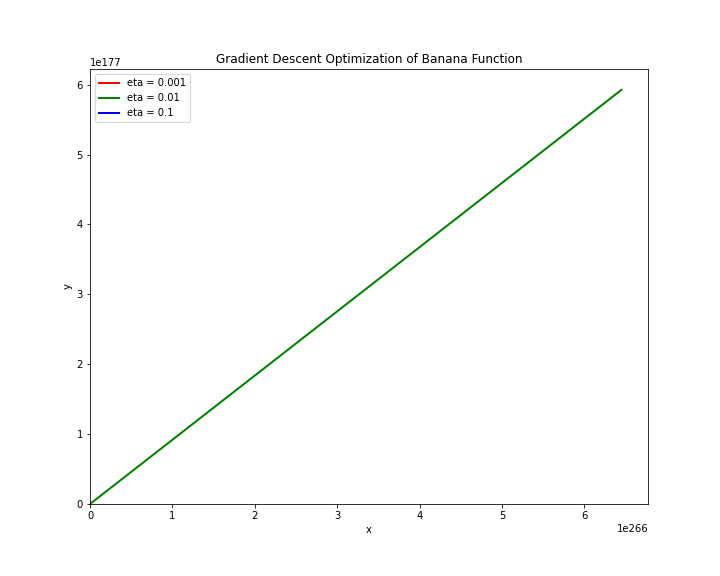 Gradient Descent Optimization of Banana Function
1e177
eta = 0.001
eta = 0.01
eta = 0.1
6
5
4
3
2
1
0
y
0 1 2 3 4 5 6
1e266
x